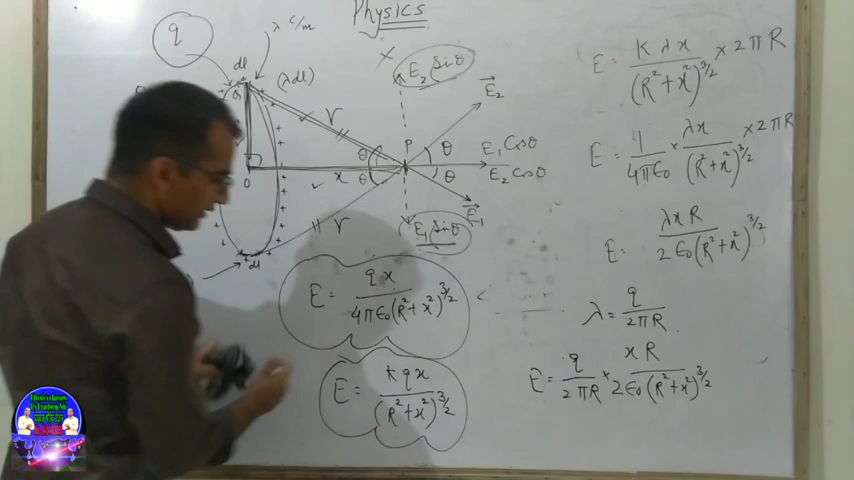 Physics
q
λ c/m
dl
(λdl)
E₂ Sinθ
E⃗₂
r
P
θ
θ
E₁ Cosθ
E₂ Cosθ
O
x
θ
θ
E⃗₁
r
E₁ Sinθ
dl
E = qx / 4πε₀(R²+x²)^3/2
E = kqx / (R²+x²)^3/2
E = Kλx / (R²+x²)^3/2 × 2πR
E = 1/4πε₀ × λx / (R²+x²)^3/2 × 2πR
E = λxR / 2ε₀(R²+x²)^3/2
λ = q / 2πR
E = q / 2πR × xR / 2ε₀(R²+x²)^3/2